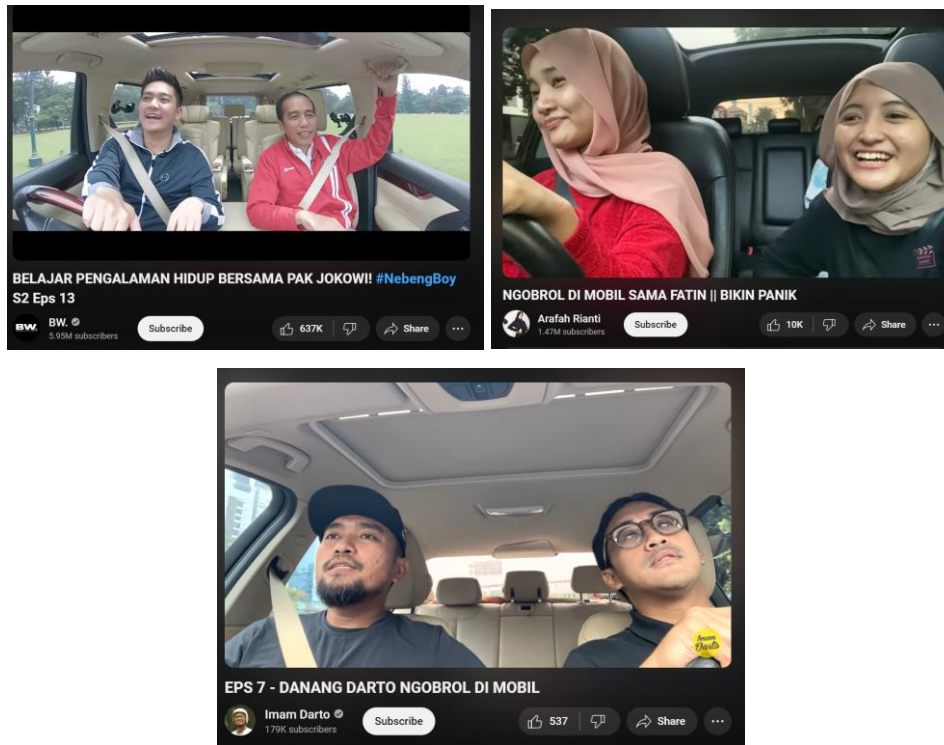 BELAJAR PENGALAMAN HIDUP BERSAMA PAK JOKOWI! #NebengBoy
S2 Eps 13
BW.
BW.
5.95M subscribers
Subscribe
637K
Share
NGOBROL DI MOBIL SAMA FATIN || BIKIN PANIK
Arafah Rianti
1.47M subscribers
Subscribe
10K
Share
Imam
Darto
EPS 7 - DANANG DARTO NGOBROL DI MOBIL
Imam Darto
179K subscribers
Subscribe
537
Share